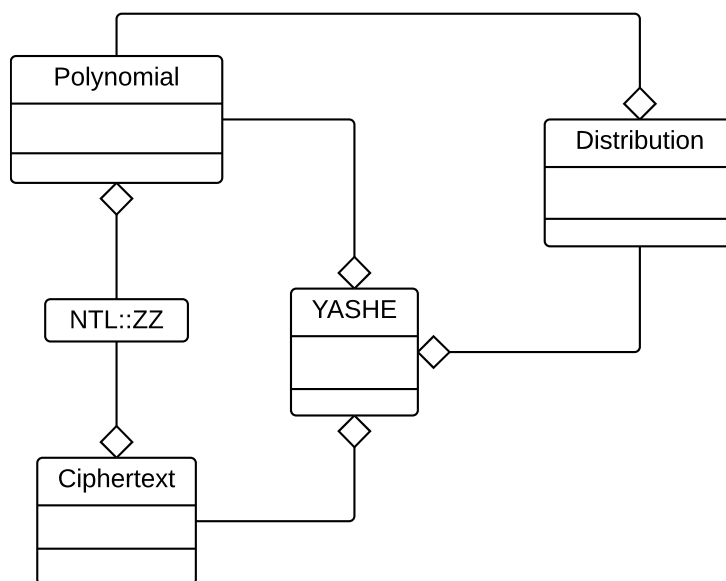 Polynomial
Distribution
YASHE
NTL::ZZ
Ciphertext